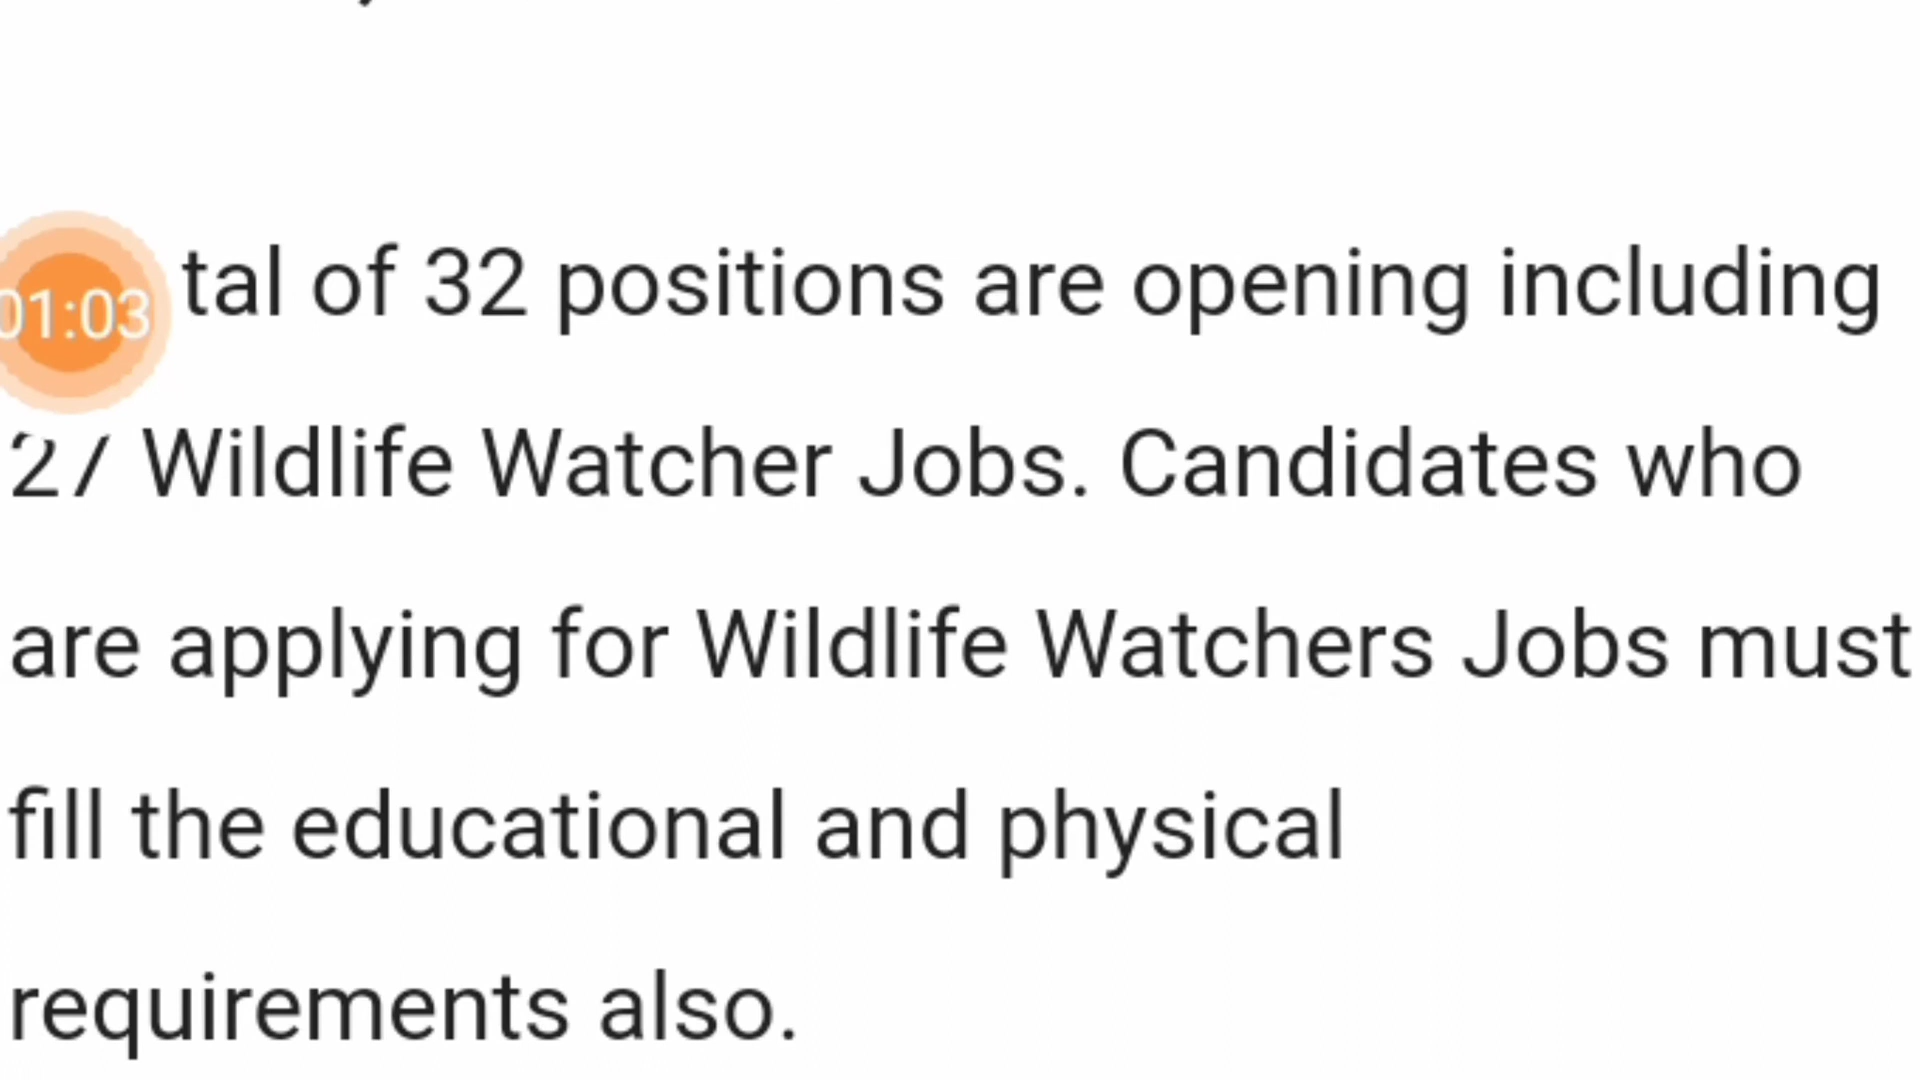 01:03
tal of 32 positions are opening including
27 Wildlife Watcher Jobs. Candidates who
are applying for Wildlife Watchers Jobs must
fill the educational and physical
requirements also.